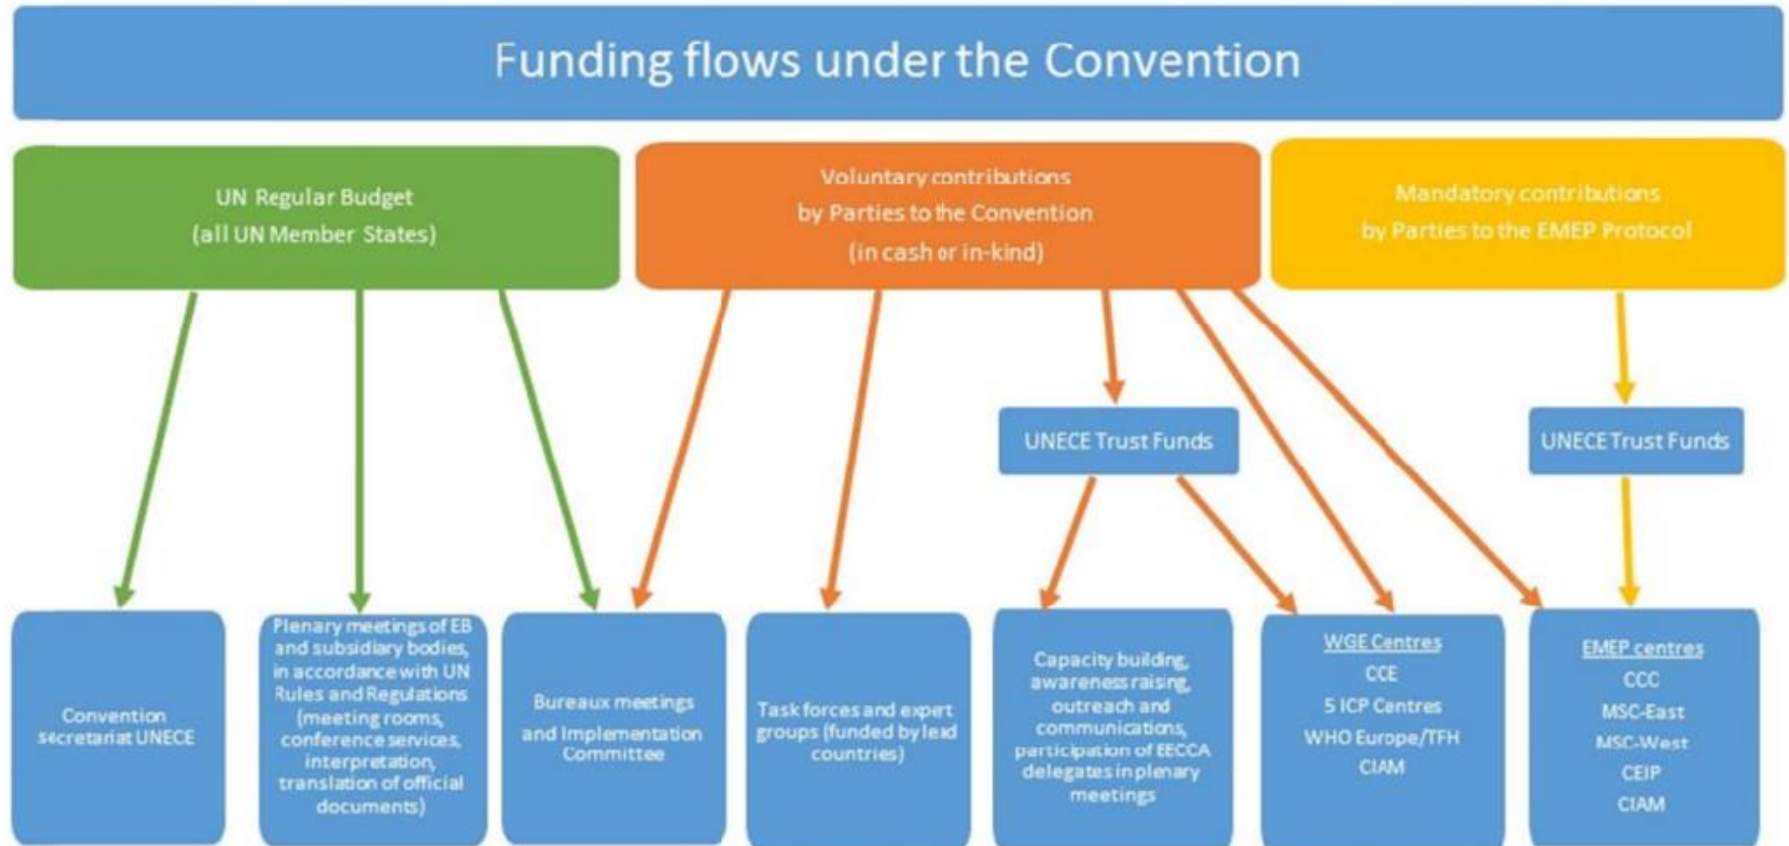 Funding flows under the Convention
UN Regular Budget
(all UN Member States)
Voluntary contributions
by Parties to the Convention
(in cash or in-kind)
Mandatory contributions
by Parties to the EMEP Protocol
UNECE Trust Funds
UNECE Trust Funds
Convention
secretariat UNECE
Plenary meetings of EB
and subsidiary bodies,
in accordance with UN
Rules and Regulations
(meeting rooms,
conference services,
interpretation,
translation of official
documents)
Bureaux meetings
and Implementation
Committee
Task forces and expert
groups (funded by lead
countries)
Capacity building,
awareness raising,
outreach and
communications,
participation of EECCA
delegates in plenary
meetings
WGE Centres
CCE
5 ICP Centres
WHO Europe/TFH
CIAM
EMEP centres
CCC
MSC-East
MSC-West
CEIP
CIAM